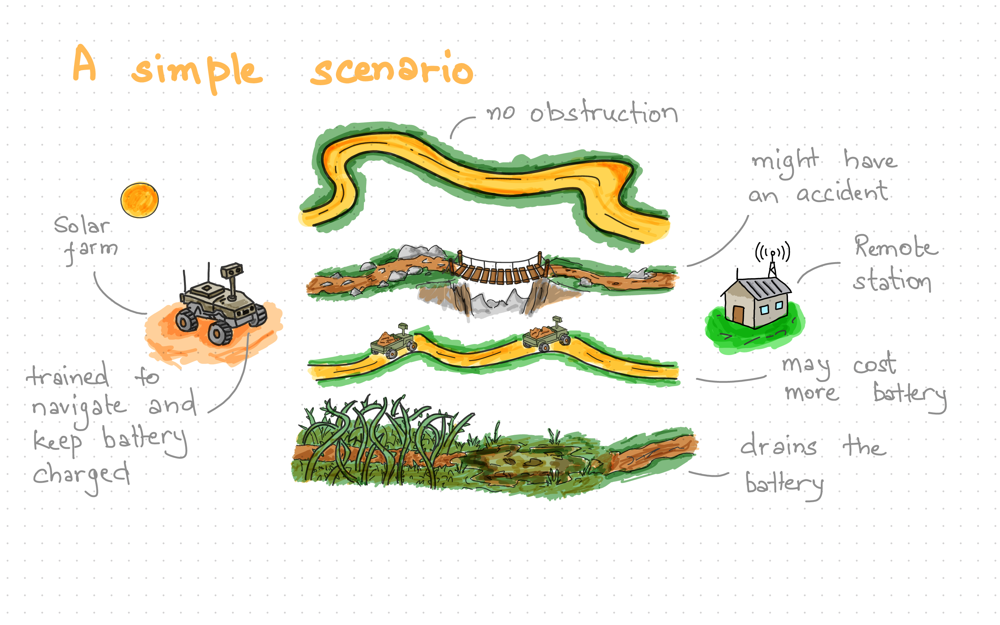 A simple scenario
no obstruction
might have
an accident
Solar
farm
Remote
station
trained to
navigate and
keep battery
charged
may cost
more battery
drains the
battery